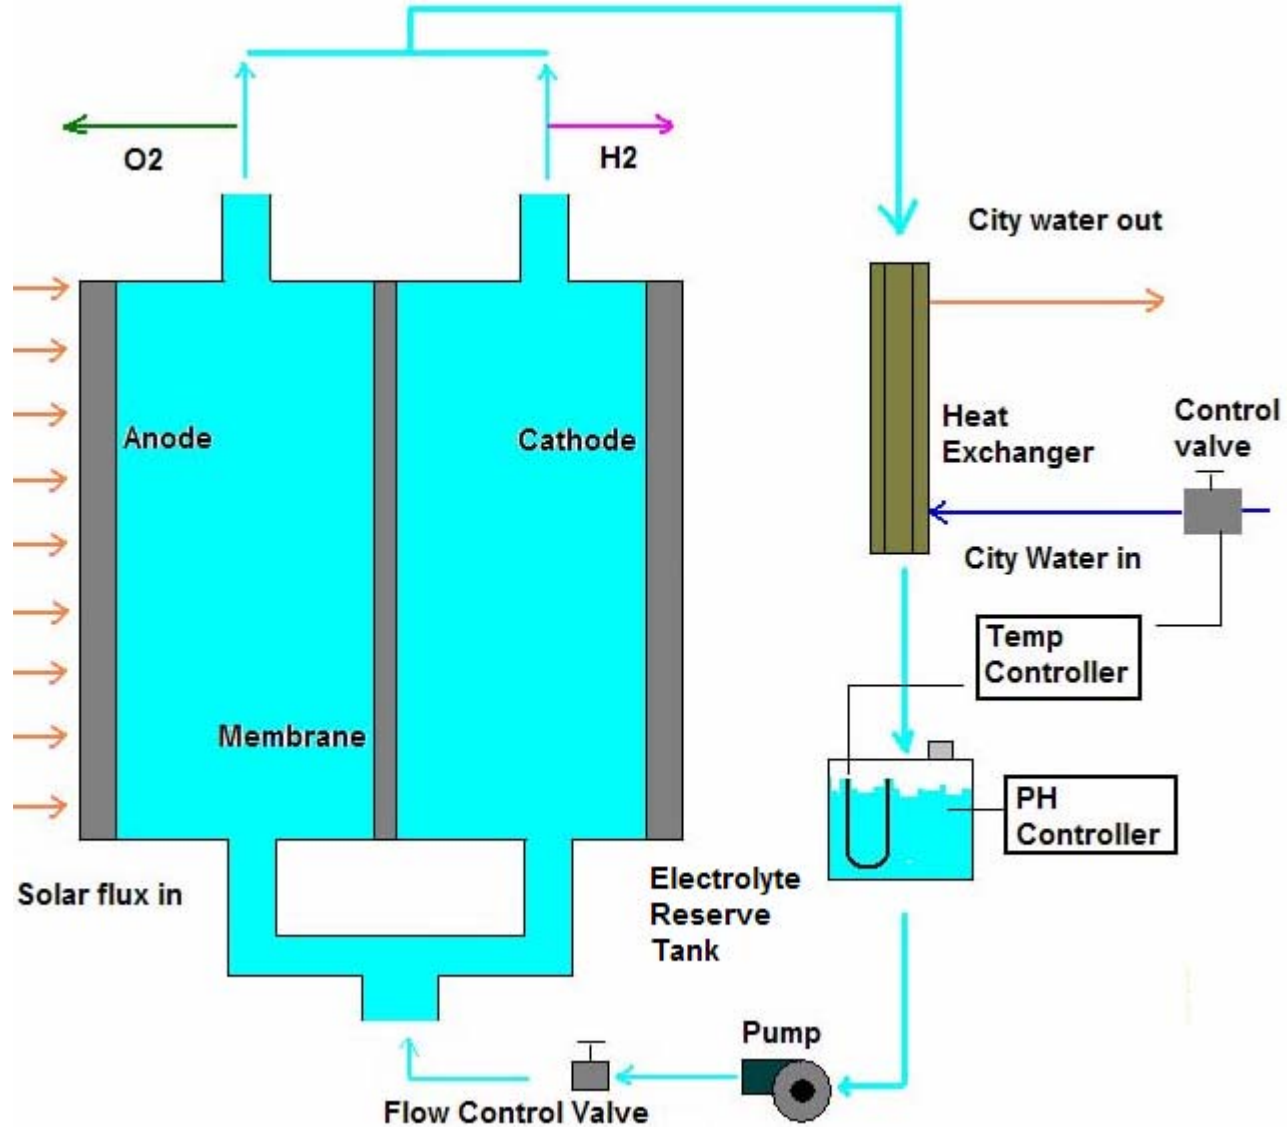 O2
H2
City water out
Anode
Cathode
Heat
Exchanger
Control
valve
City Water in
Temp
Controller
Membrane
PH
Controller
Solar flux in
Electrolyte
Reserve
Tank
Pump
Flow Control Valve